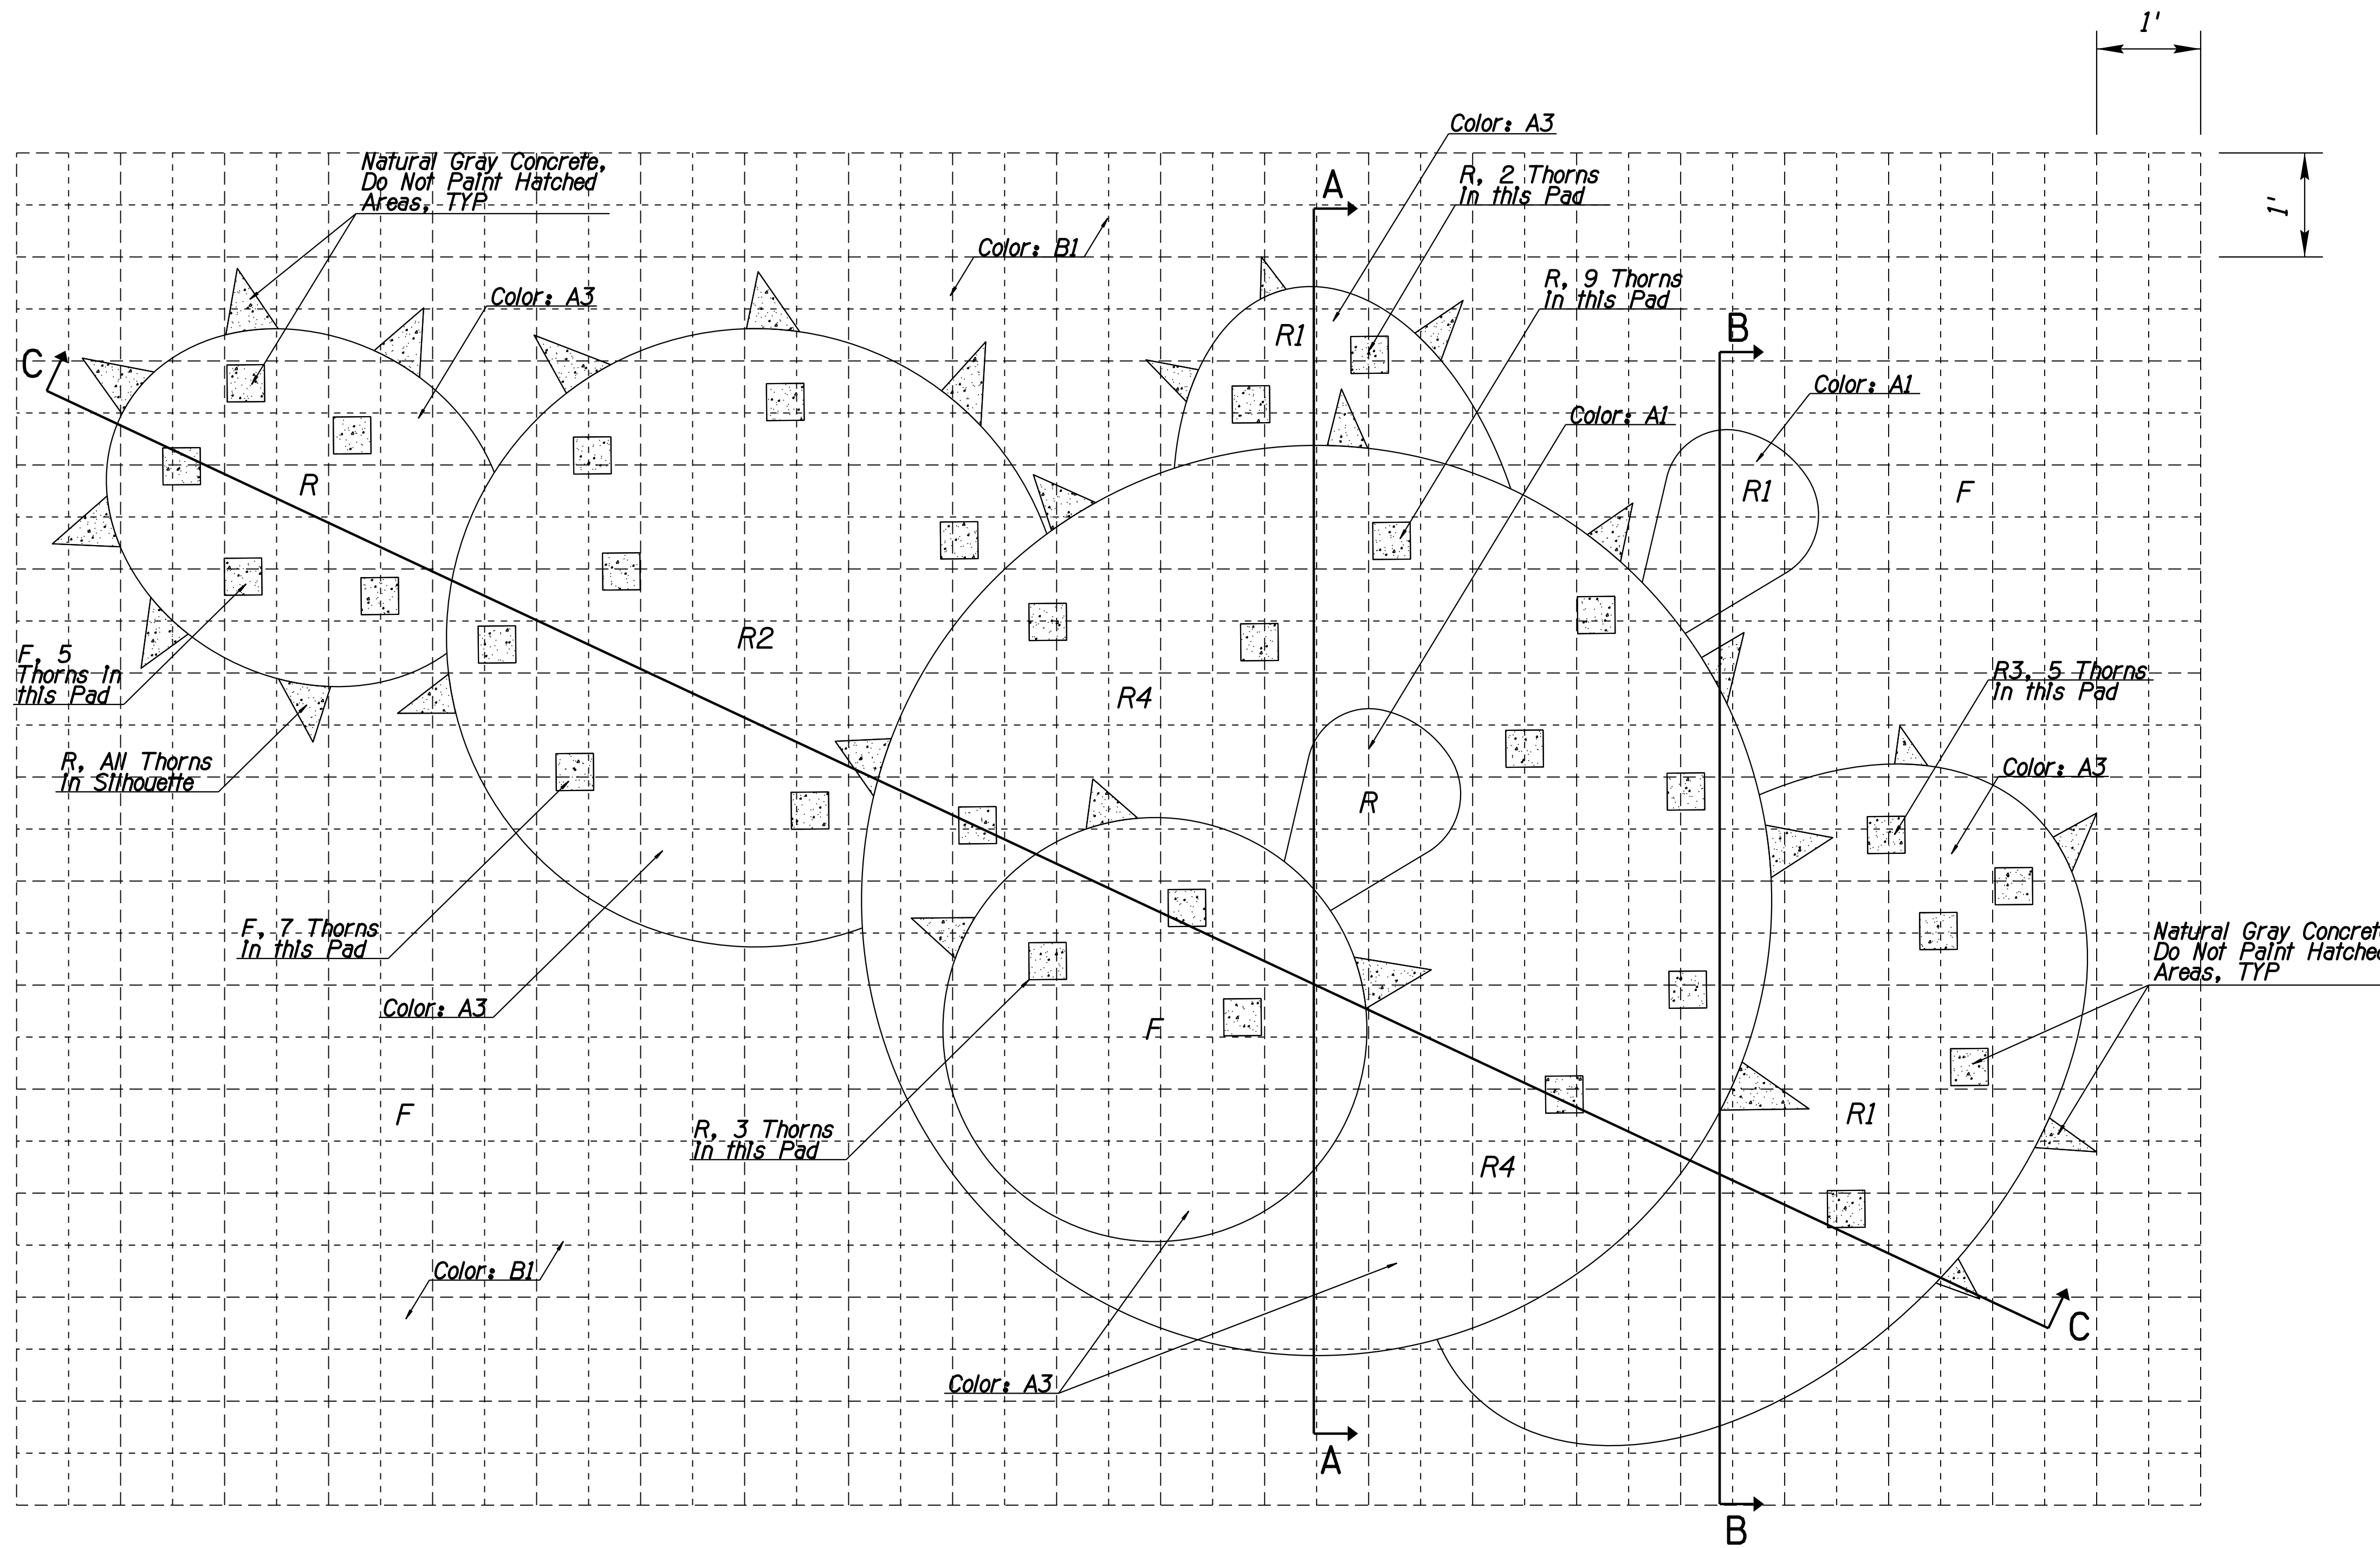 1'
1'
Color: A3
Natural Gray Concrete,
Do Not Paint Hatched
Areas, TYP
R, 2 Thorns
in this Pad
A
Color: B1
Color: A3
R, 9 Thorns
in this Pad
R1
B
C
Color: A1
Color: A1
R
R1
F
R2
F, 5
Thorns in
this Pad
R4
R3, 5 Thorns
in this Pad
R, All Thorns
in Silhouette
Color: A3
R
F, 7 Thorns
in this Pad
Natural Gray Concrete
Do Not Paint Hatched
Areas, TYP
Color: A3
F
F
R1
R, 3 Thorns
in this Pad
R4
Color: B1
C
Color: A3
A
B